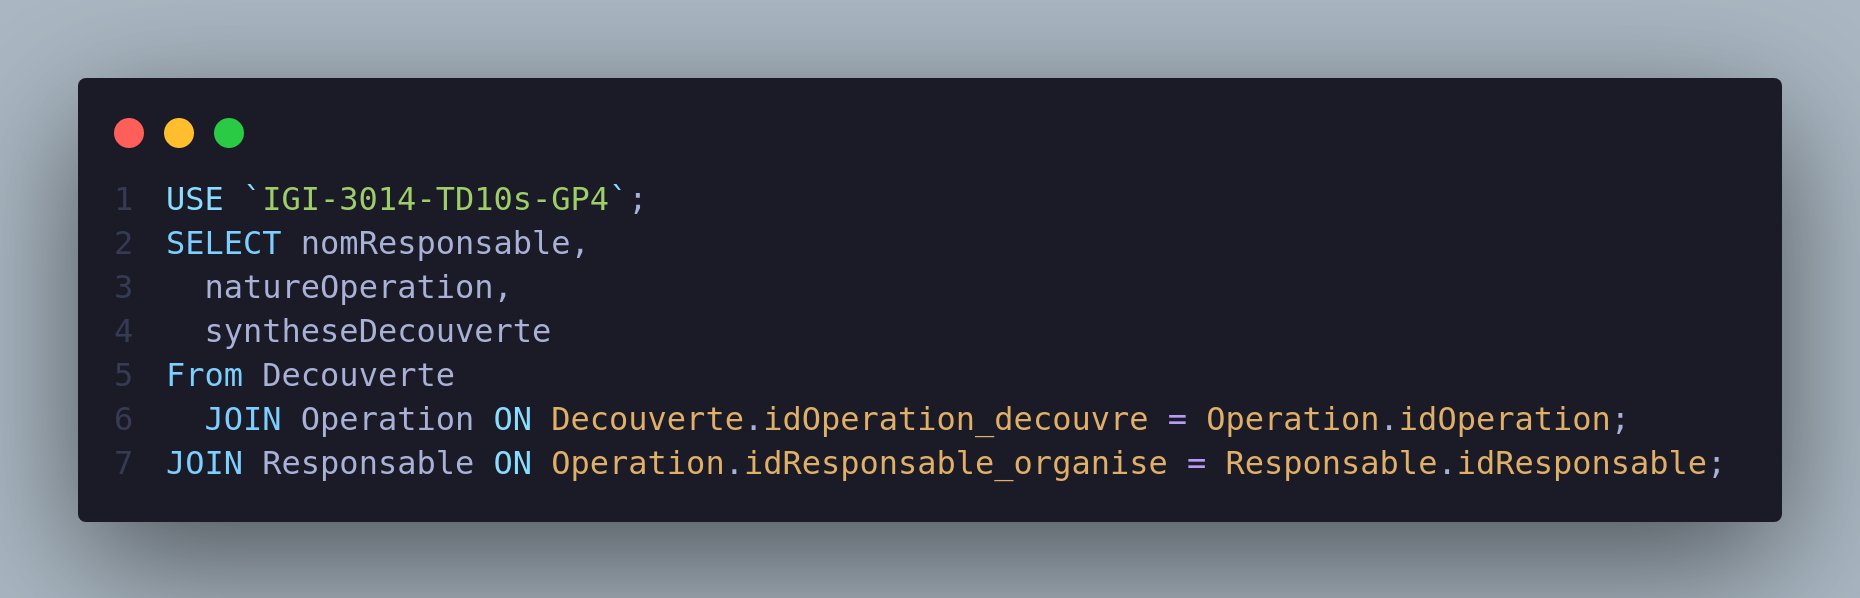 1 USE `IGI-3014-TD10s-GP4`;
2 SELECT nomResponsable,
3   natureOperation,
4   syntheseDecouverte
5 From Decouverte
6   JOIN Operation ON Decouverte.idOperation_decouvre = Operation.idOperation;
7 JOIN Responsable ON Operation.idResponsable_organise = Responsable.idResponsable;